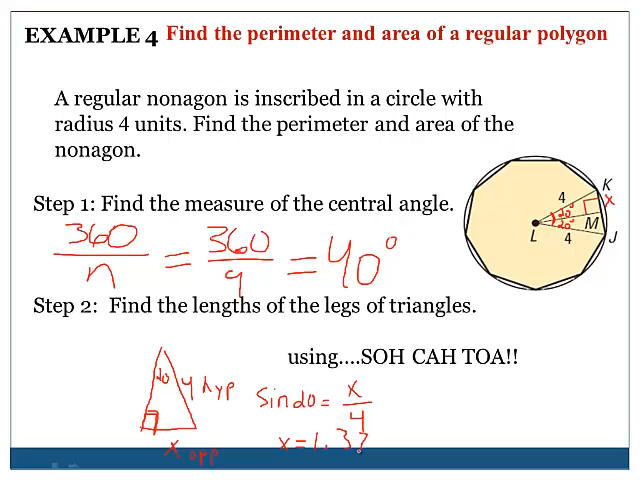 EXAMPLE 4 Find the perimeter and area of a regular polygon
A regular nonagon is inscribed in a circle with
radius 4 units. Find the perimeter and area of the
nonagon.
K
4
x
20°
20°
M
L
4
J
Step 1: Find the measure of the central angle.
360/n = 360/9 = 40°
Step 2: Find the lengths of the legs of triangles.
using....SOH CAH TOA!!
20
4 hyp
x opp
Sin20 = x/4
x = 1.37